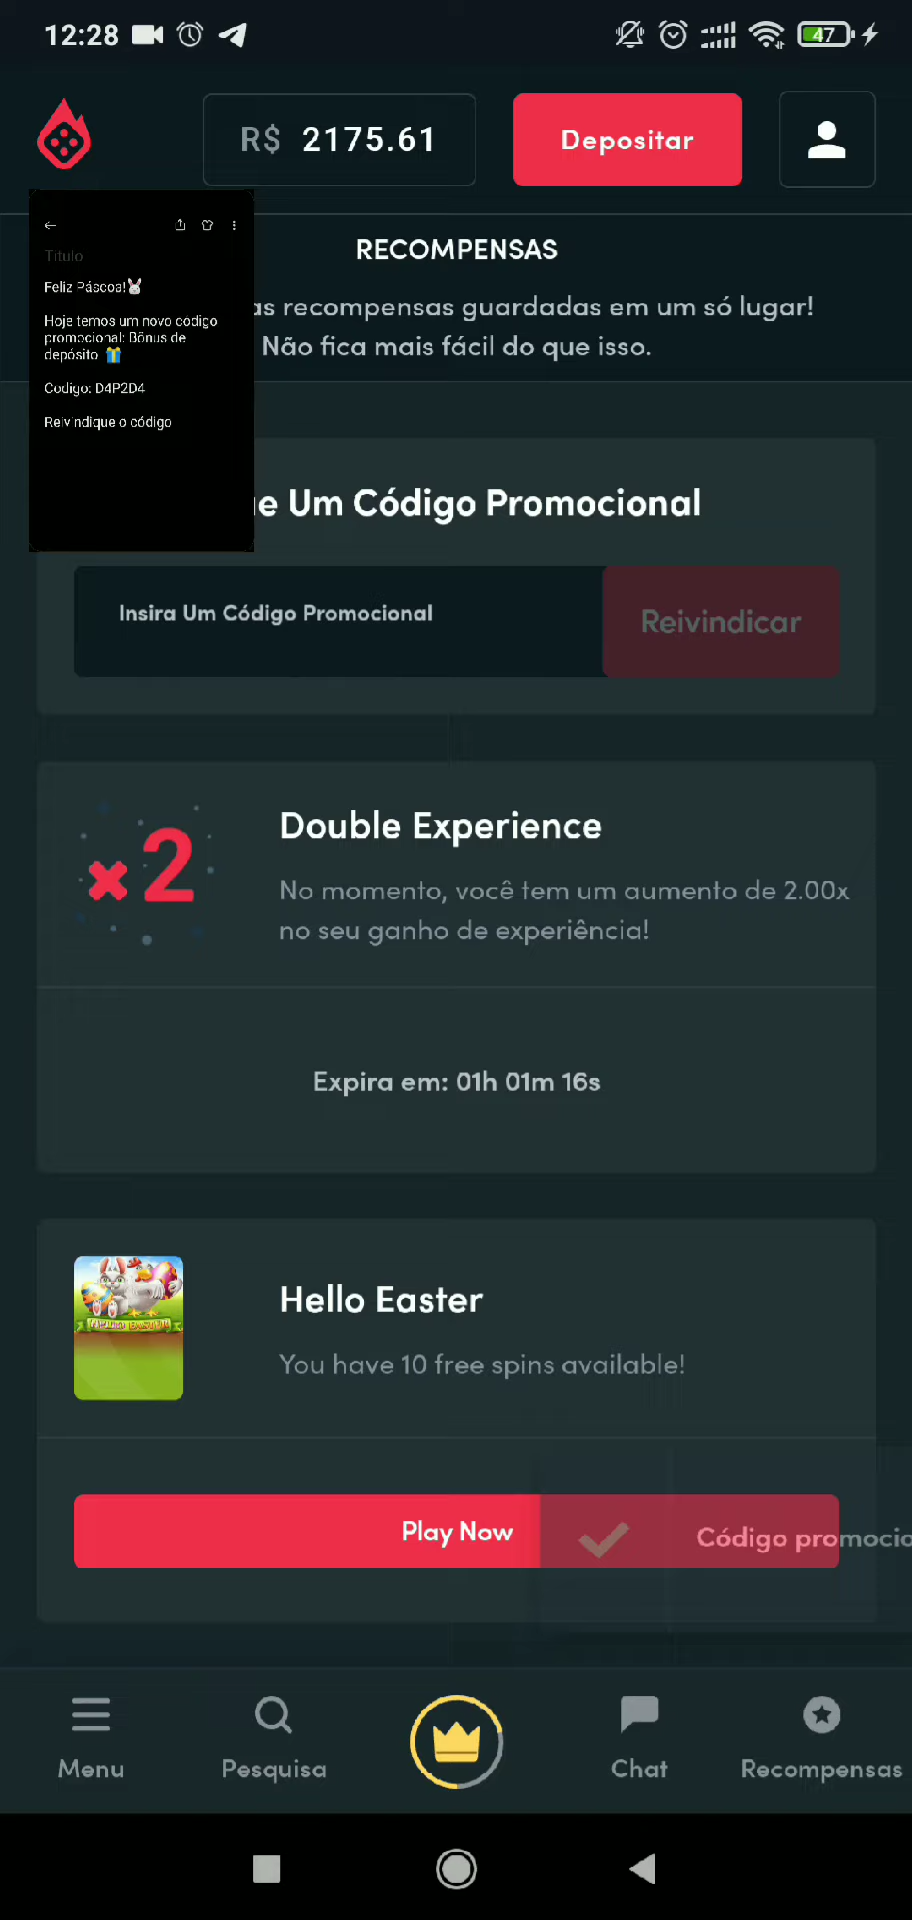 12:28
47
R$ 2175.61
Depositar
RECOMPENSAS
as recompensas guardadas em um só lugar!
Não fica mais fácil do que isso.
Título
Feliz Páscoa!🐰
Hoje temos um novo código
promocional: Bônus de
depósito 🎁
Codigo: D4P2D4
Reivindique o código
e Um Código Promocional
Insira Um Código Promocional
Reivindicar
×2
Double Experience
No momento, você tem um aumento de 2.00x
no seu ganho de experiência!
Expira em: 01h 01m 16s
Hello Easter
You have 10 free spins available!
Play Now
Código promocio
Menu
Pesquisa
Chat
Recompensas